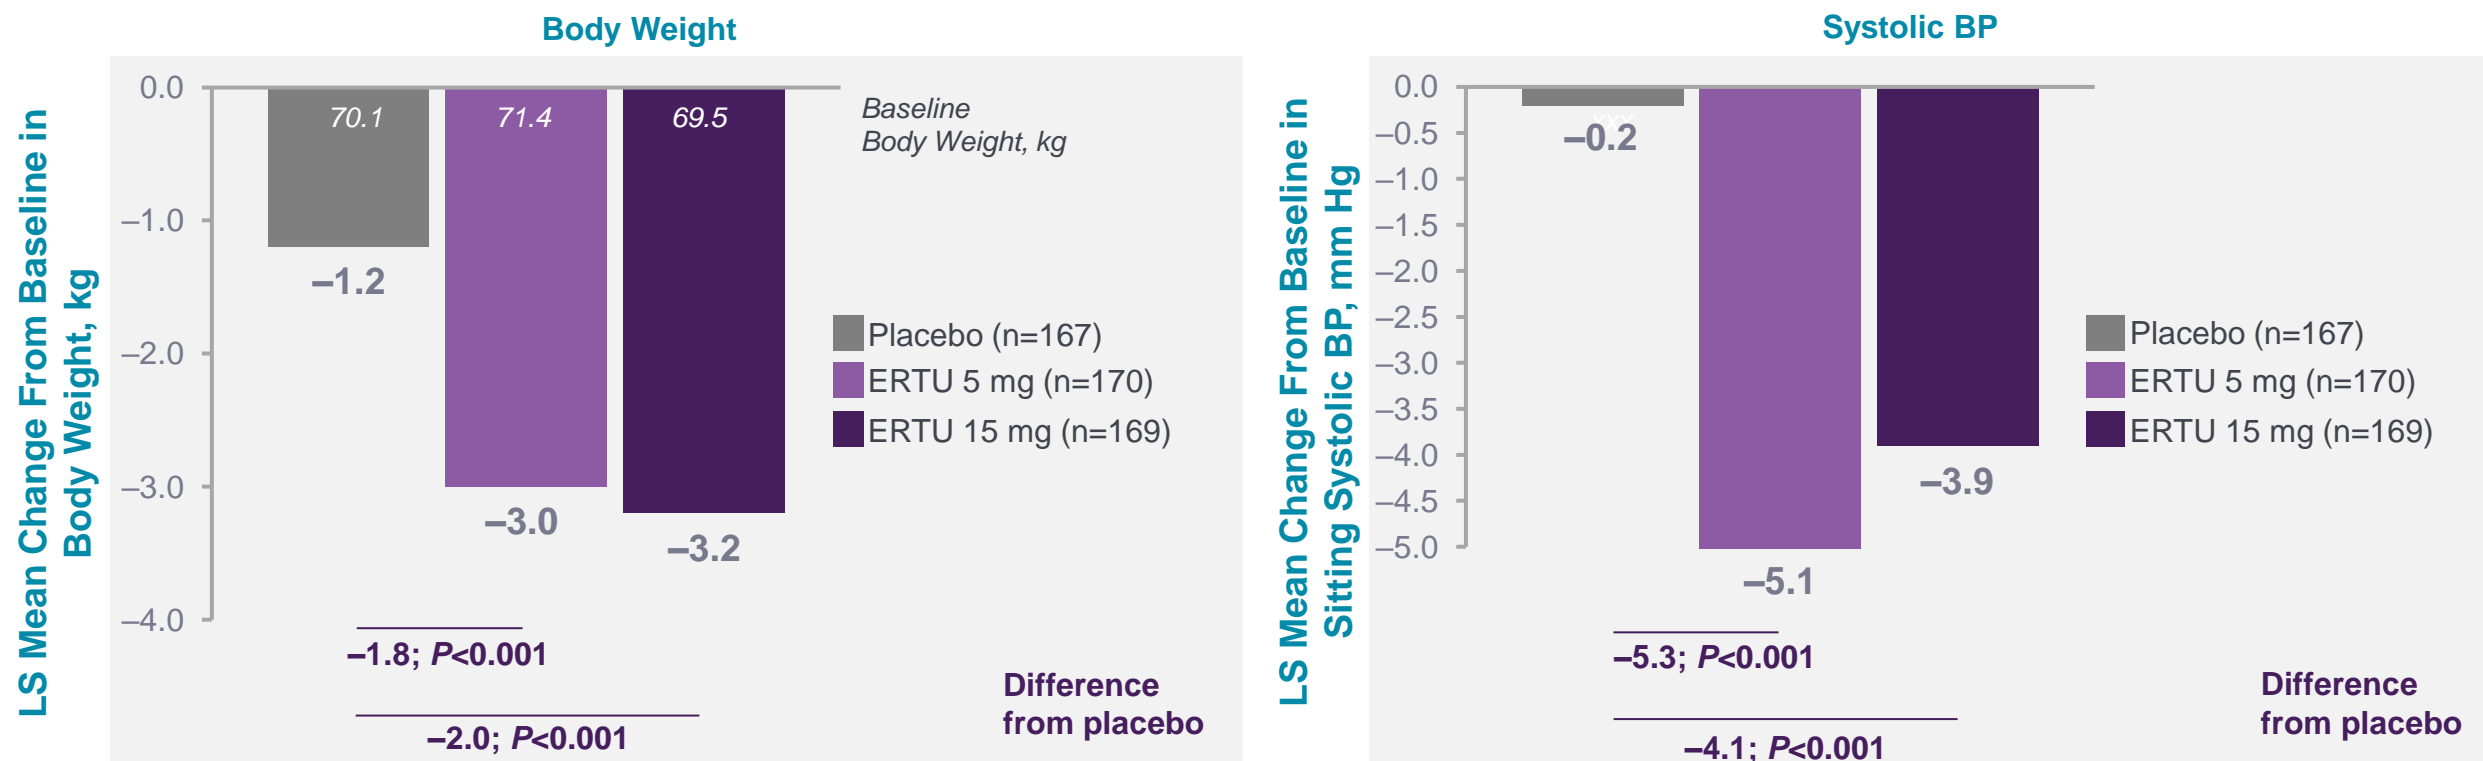 Body Weight
LS Mean Change From Baseline in
Body Weight, kg
0.0
–1.0
–2.0
–3.0
–4.0
70.1
71.4
69.5
Baseline
Body Weight, kg
–1.2
–3.0
–3.2
Placebo (n=167)
ERTU 5 mg (n=170)
ERTU 15 mg (n=169)
–1.8; P<0.001
–2.0; P<0.001
Difference
from placebo
Systolic BP
LS Mean Change From Baseline in
Sitting Systolic BP, mm Hg
0.0
–0.5
–1.0
–1.5
–2.0
–2.5
–3.0
–3.5
–4.0
–4.5
–5.0
xxx
–0.2
–5.1
–3.9
Placebo (n=167)
ERTU 5 mg (n=170)
ERTU 15 mg (n=169)
–5.3; P<0.001
–4.1; P<0.001
Difference
from placebo